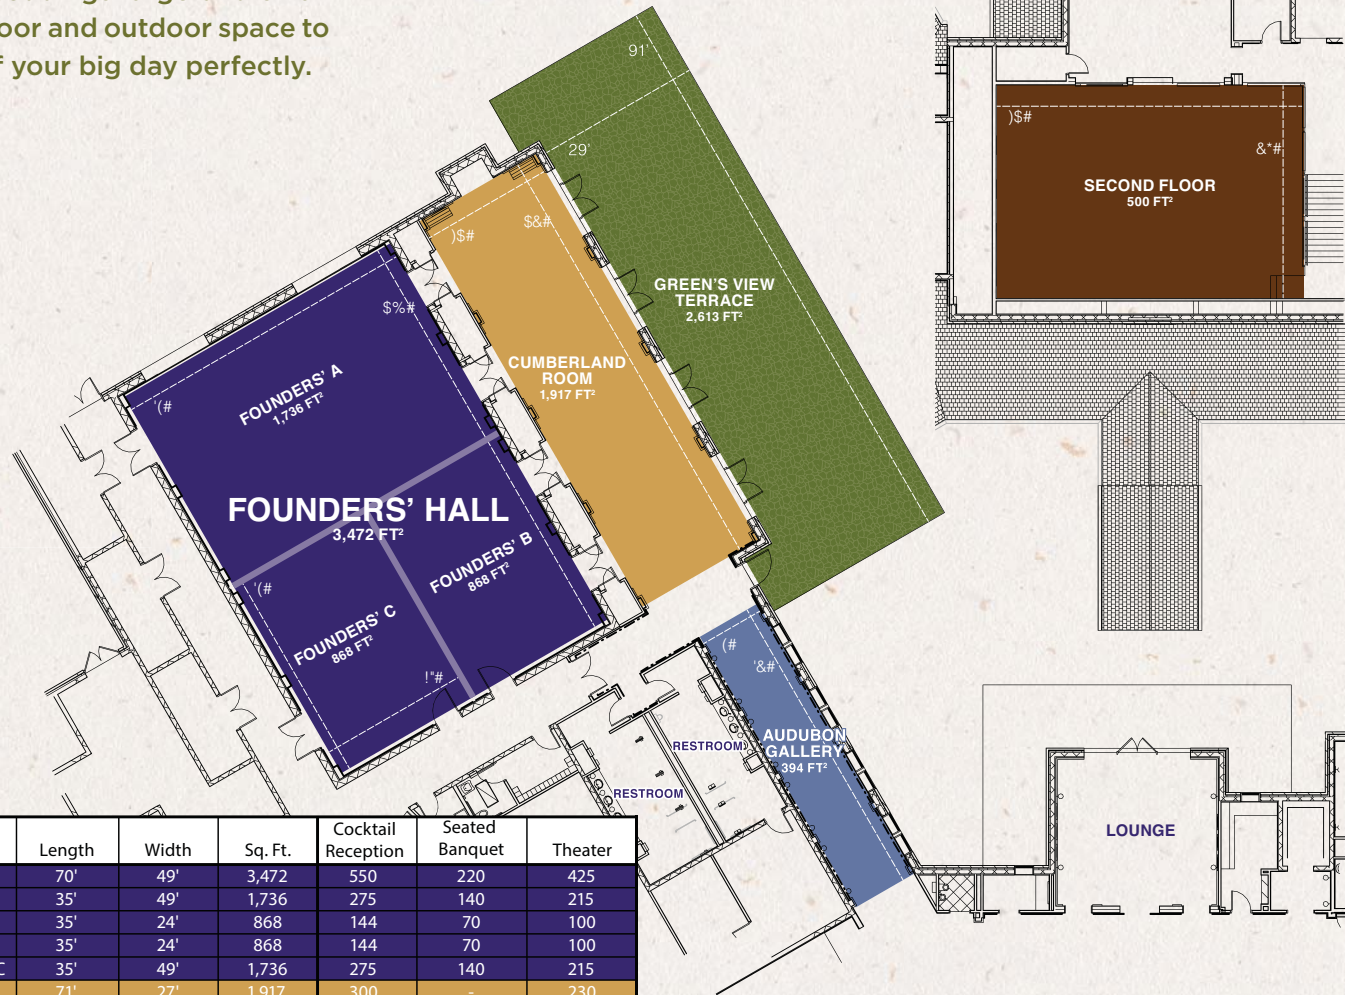 oor and outdoor space to
your big day perfectly.
91'
29'
)$#
$&#
$%#
'(#
FOUNDERS' A
1,736 FT²
FOUNDERS' HALL
3,472 FT²
FOUNDERS' B
868 FT²
'(#
FOUNDERS' C
868 FT²
!"#
CUMBERLAND
ROOM
1,917 FT²
GREEN'S VIEW
TERRACE
2,613 FT²
)$#
&*#
SECOND FLOOR
500 FT²
(#
'&#
AUDUBON
GALLERY
394 FT²
RESTROOM
RESTROOM
LOUNGE
Length Width Sq. Ft. Cocktail Reception Seated Banquet Theater
70' 49' 3,472 550 220 425
35' 49' 1,736 275 140 215
35' 24' 868 144 70 100
35' 24' 868 144 70 100
C 35' 49' 1,736 275 140 215
71' 27' 1,917 300 - 230